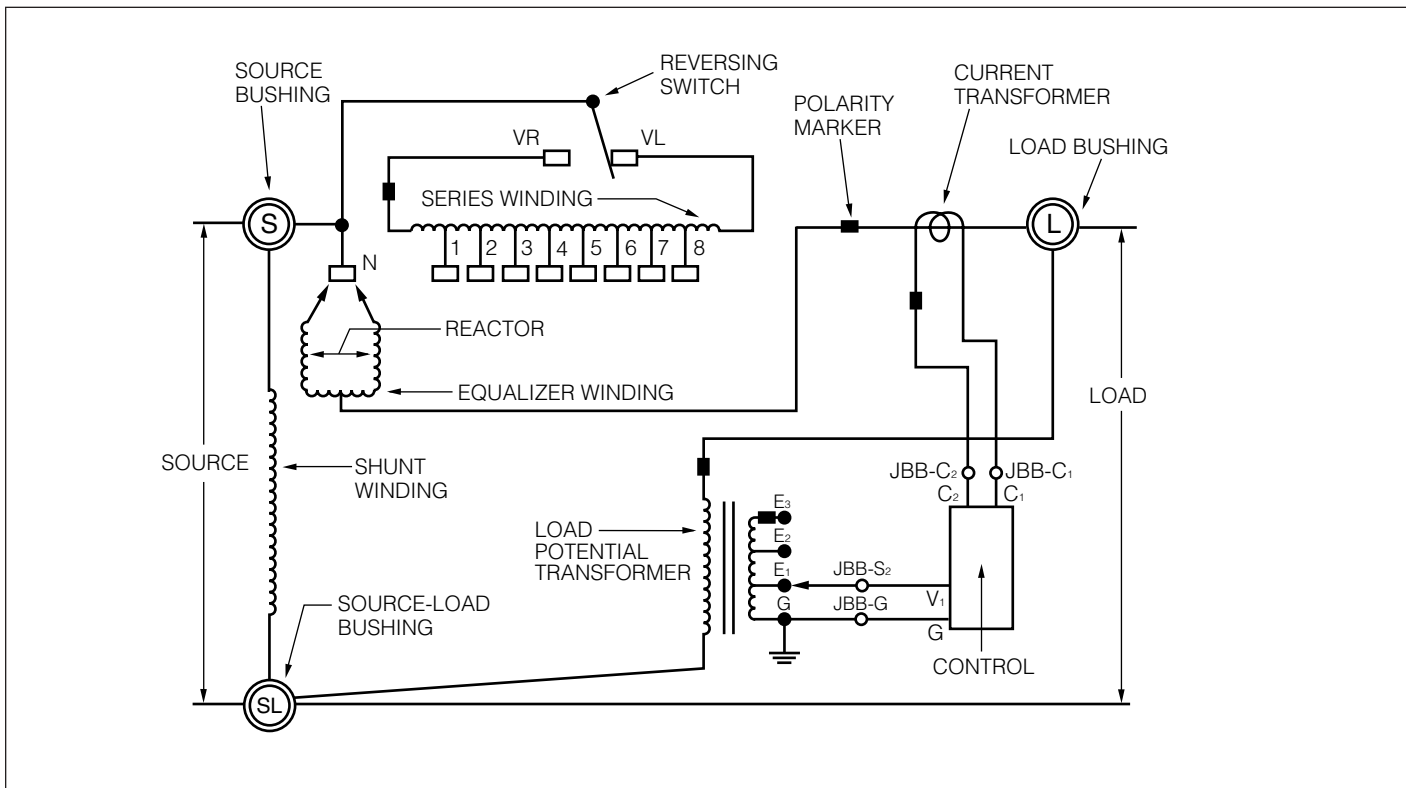 SOURCE
BUSHING
REVERSING
SWITCH
CURRENT
TRANSFORMER
POLARITY
MARKER
LOAD BUSHING
VR
VL
SERIES WINDING
S
L
1 2 3 4 5 6 7 8
N
REACTOR
EQUALIZER WINDING
LOAD
SOURCE
SHUNT
WINDING
JBB-C₂
JBB-C₁
C₂
C₁
LOAD
POTENTIAL
TRANSFORMER
E₃
E₂
E₁
JBB-S₂
V₁
G
JBB-G
G
SOURCE-LOAD
BUSHING
CONTROL
SL